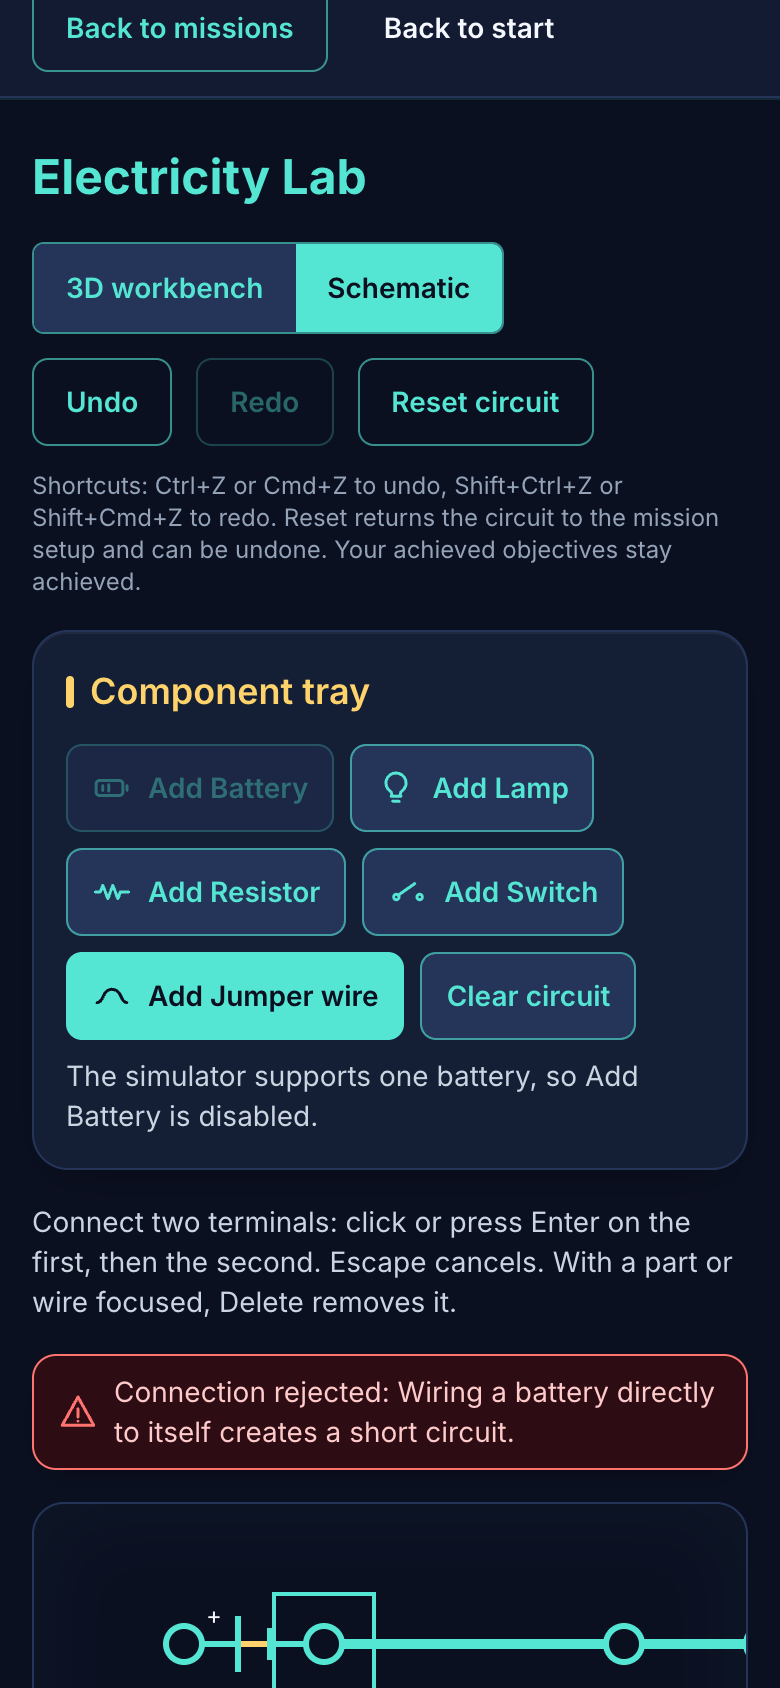 Back to missions
Back to start
Electricity Lab
3D workbench
Schematic
Undo
Redo
Reset circuit
Shortcuts: Ctrl+Z or Cmd+Z to undo, Shift+Ctrl+Z or
Shift+Cmd+Z to redo. Reset returns the circuit to the mission
setup and can be undone. Your achieved objectives stay
achieved.
Component tray
Add Battery
Add Lamp
Add Resistor
Add Switch
Add Jumper wire
Clear circuit
The simulator supports one battery, so Add
Battery is disabled.
Connect two terminals: click or press Enter on the
first, then the second. Escape cancels. With a part or
wire focused, Delete removes it.
Connection rejected: Wiring a battery directly
to itself creates a short circuit.
+